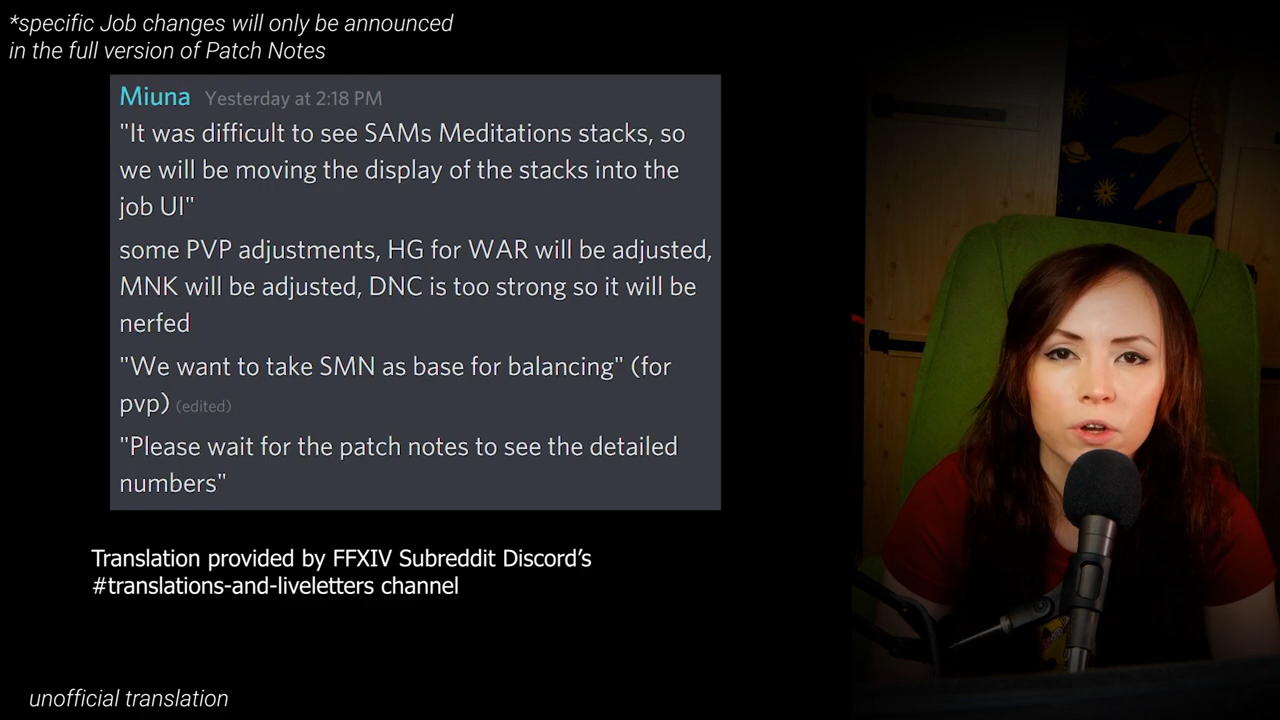 *specific Job changes will only be announced
in the full version of Patch Notes
Miuna Yesterday at 2:18 PM
"It was difficult to see SAMs Meditations stacks, so
we will be moving the display of the stacks into the
job UI"
some PVP adjustments, HG for WAR will be adjusted,
MNK will be adjusted, DNC is too strong so it will be
nerfed
"We want to take SMN as base for balancing" (for
pvp) (edited)
"Please wait for the patch notes to see the detailed
numbers"
Translation provided by FFXIV Subreddit Discord’s
#translations-and-liveletters channel
unofficial translation